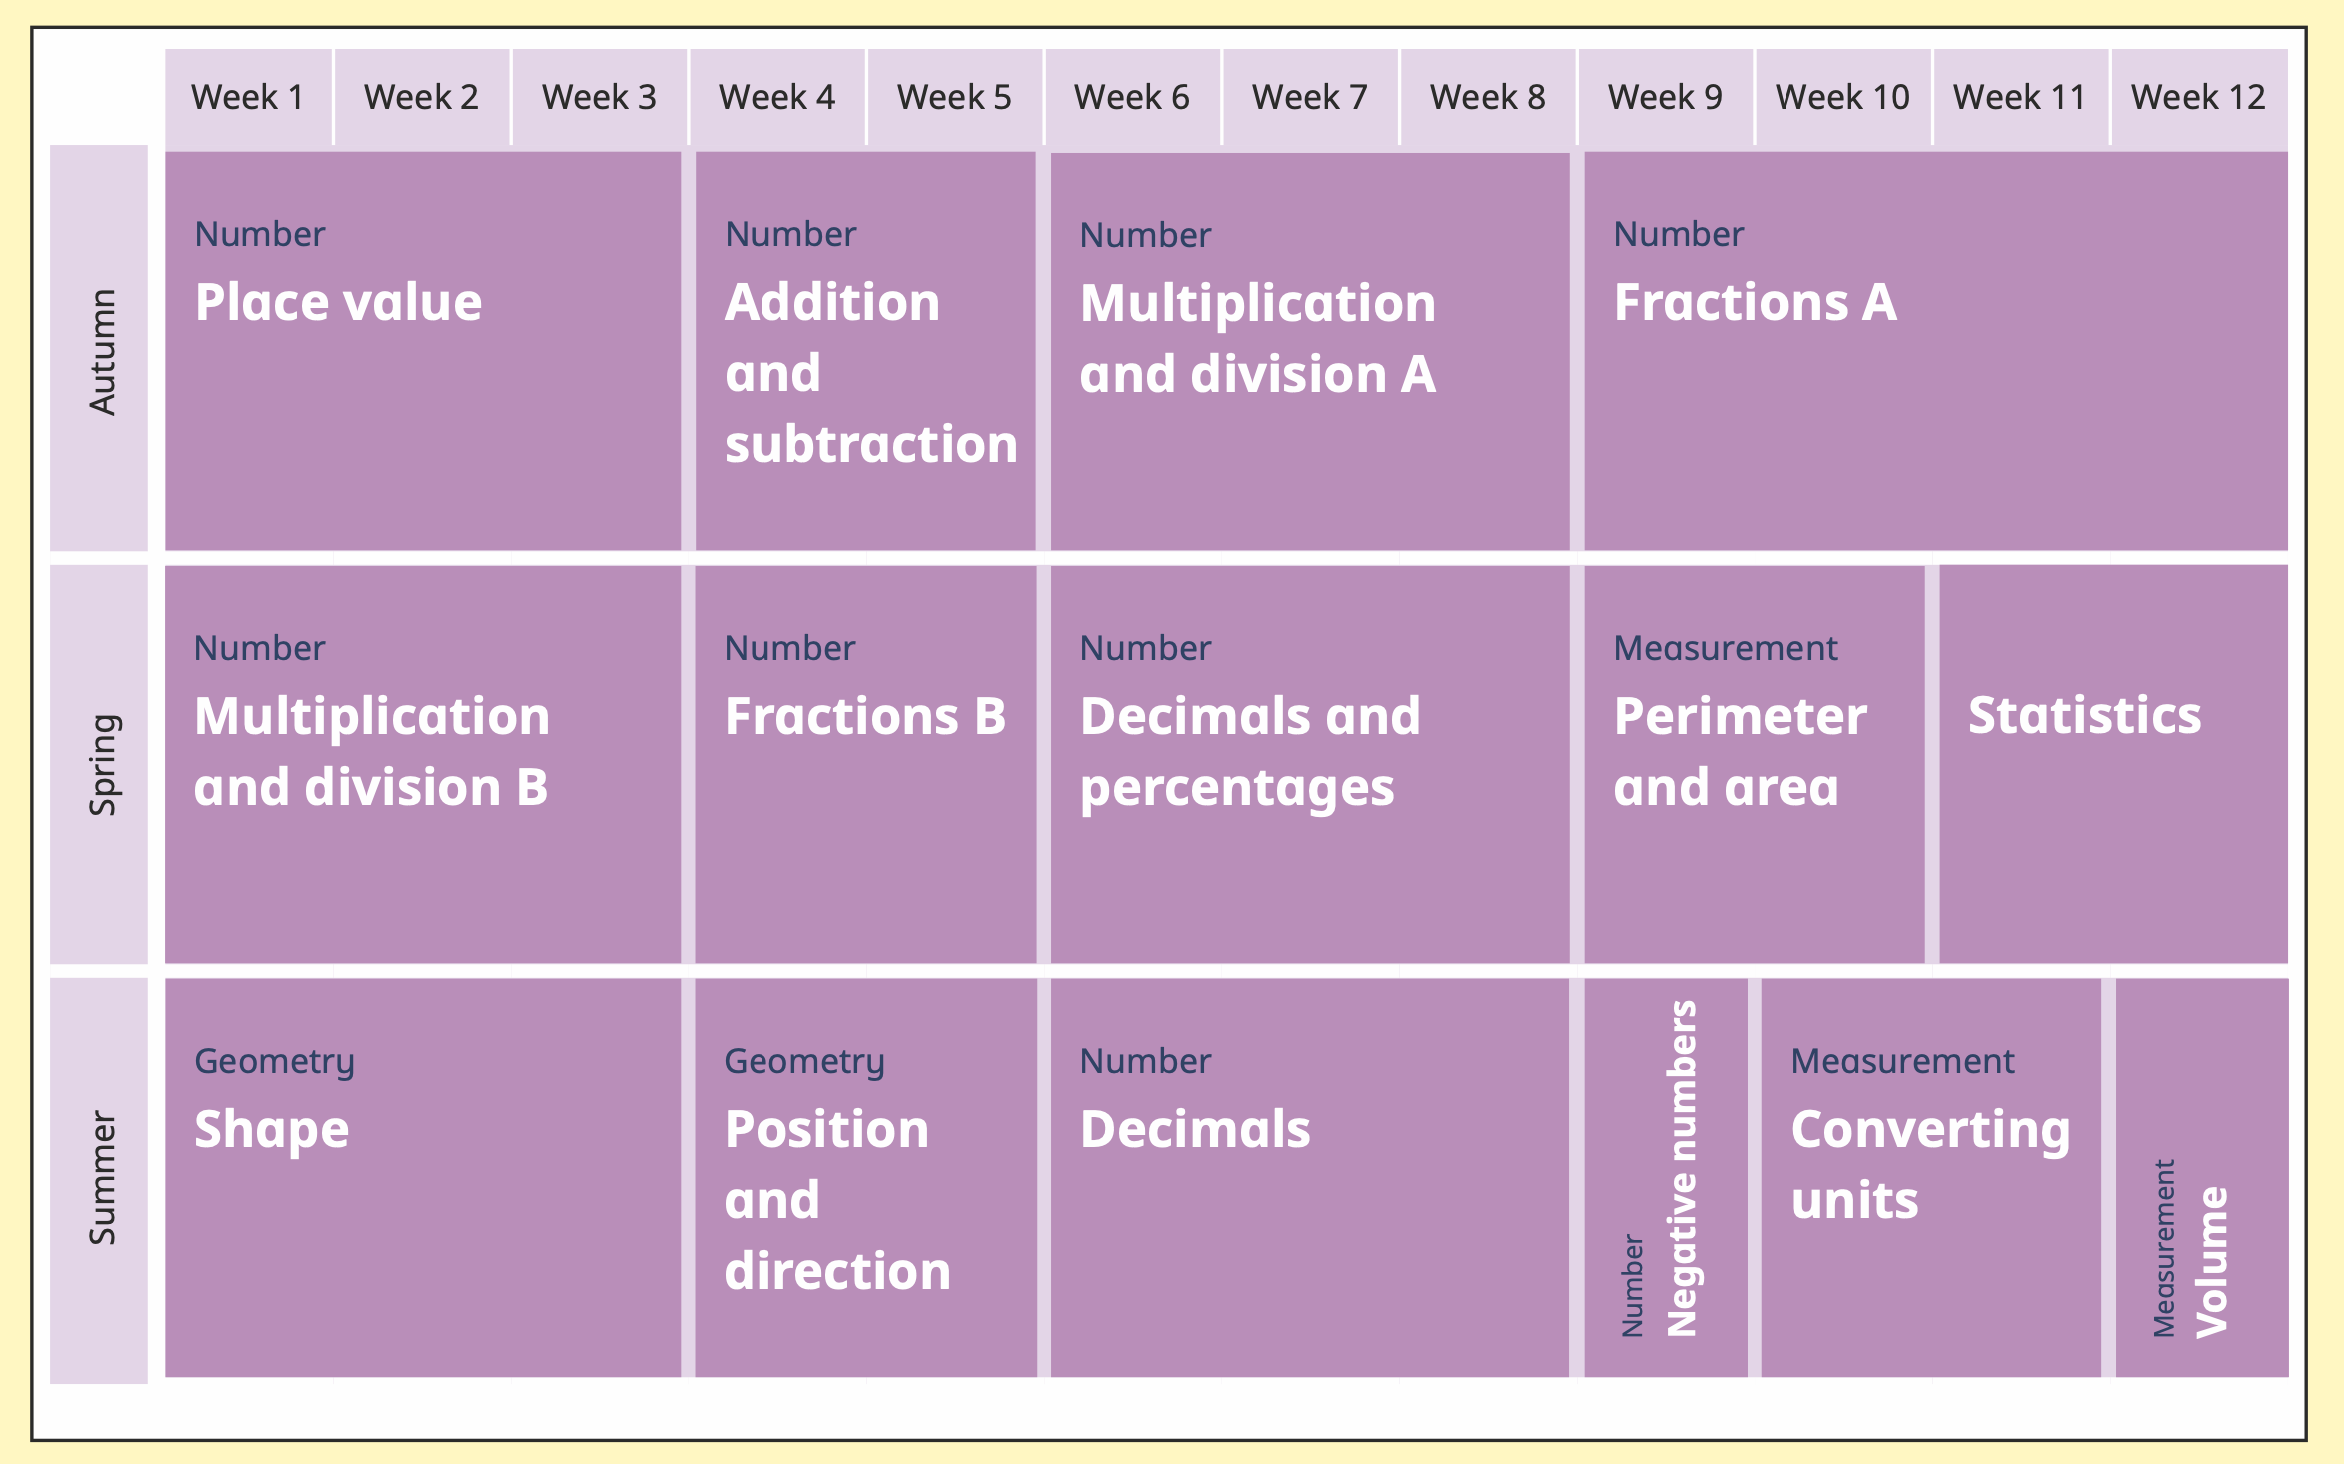 Week 1
Week 2
Week 3
Week 4
Week 5
Week 6
Week 7
Week 8
Week 9
Week 10
Week 11
Week 12
Autumn
Number
Place value
Number
Addition
and
subtraction
Number
Multiplication
and division A
Number
Fractions A
Spring
Number
Multiplication
and division B
Number
Fractions B
Number
Decimals and
percentages
Measurement
Perimeter
and area
Statistics
Summer
Geometry
Shape
Geometry
Position
and
direction
Number
Decimals
Number
Negative numbers
Measurement
Converting
units
Measurement
Volume